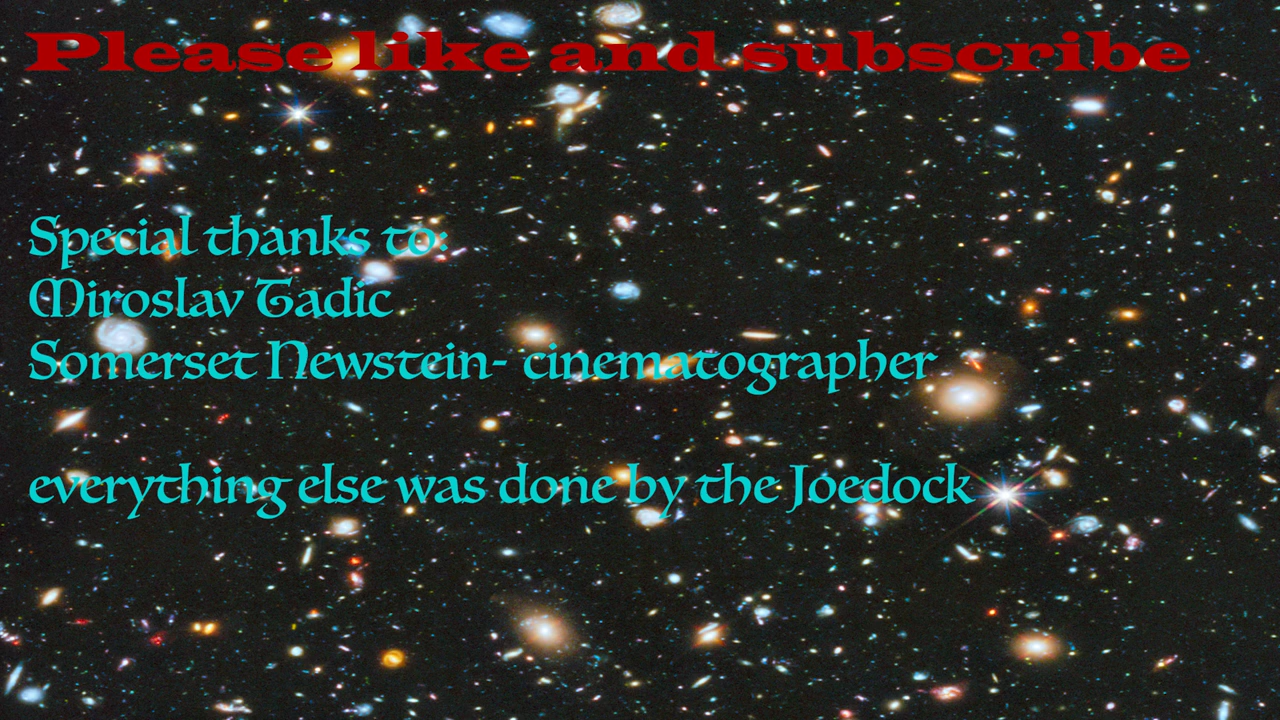 Please like and subscribe
Special thanks to:
Miroslav Tadic
Somerset Newstein- cinematographer
everything else was done by the Joedock